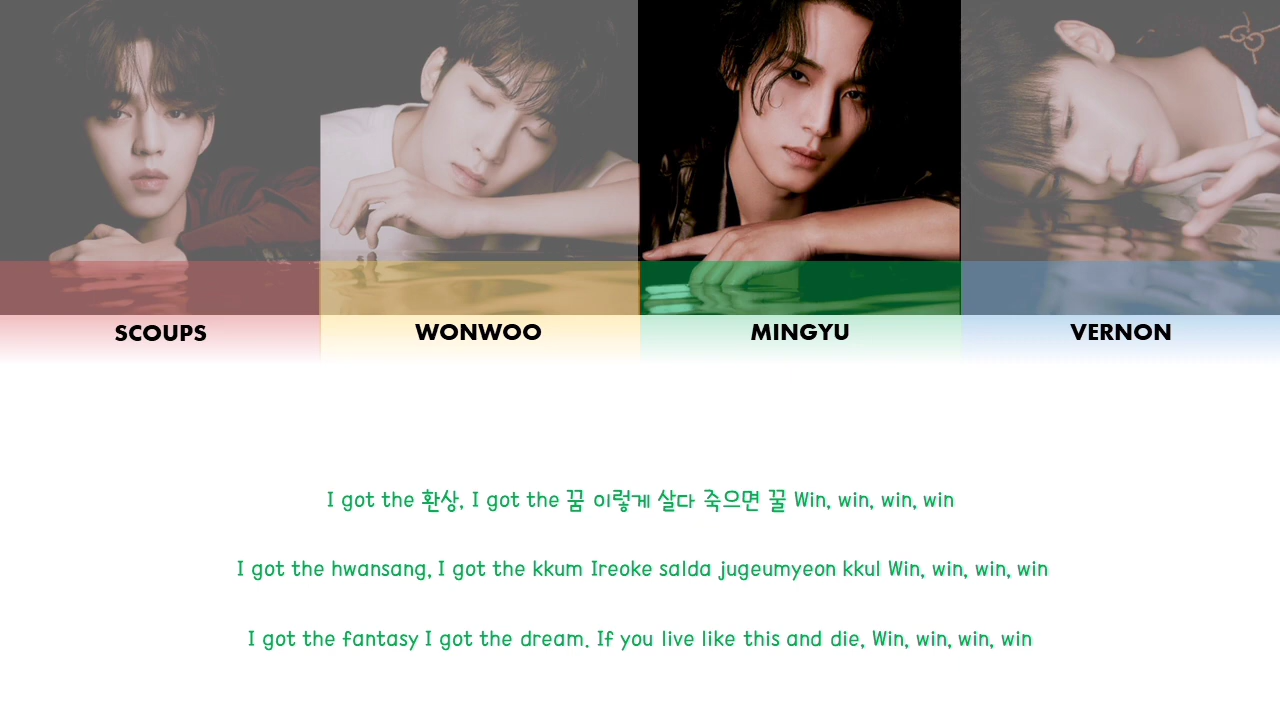 SCOUPS
WONWOO
MINGYU
VERNON
I got the 환상, I got the 꿈 이렇게 살다 죽으면 꿀 Win, win, win, win
I got the hwansang, I got the kkum Ireoke salda jugeumyeon kkul Win, win, win, win
I got the fantasy I got the dream. If you live like this and die, Win, win, win, win